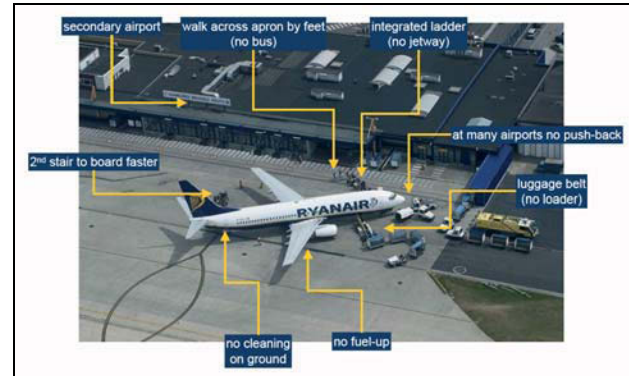 secondary airport
walk across apron by feet
(no bus)
integrated ladder
(no jetway)
at many airports no push-back
2nd stair to board faster
luggage belt
(no loader)
RYANAIR
no cleaning
on ground
no fuel-up